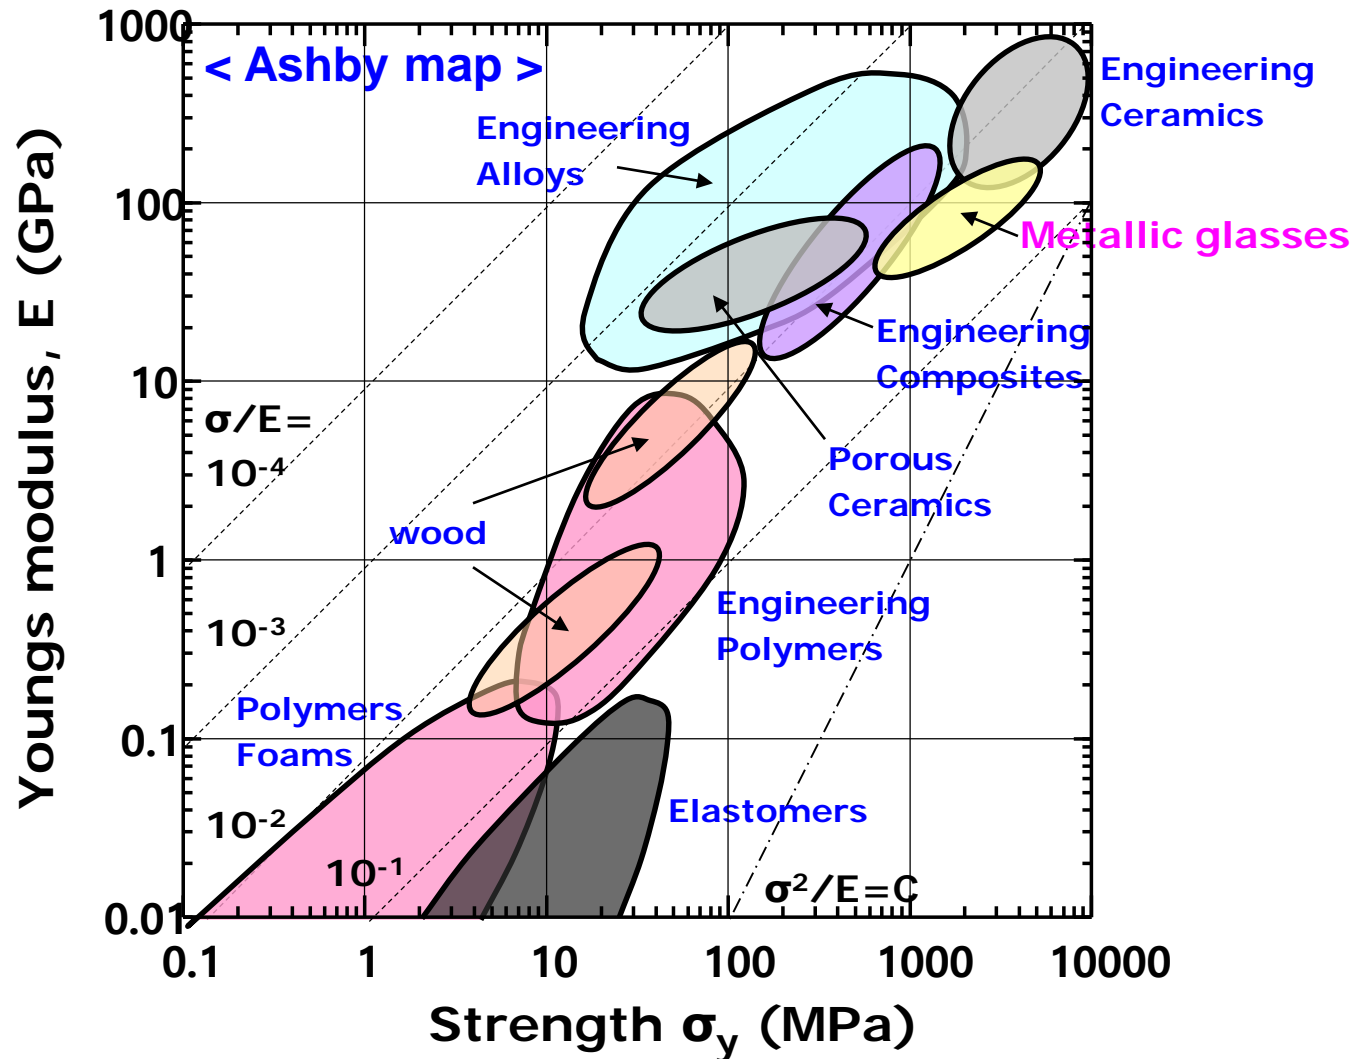 < Ashby map >
Engineering
Alloys
Engineering
Ceramics
Metallic glasses
Engineering
Composites
Porous
Ceramics
wood
Engineering
Polymers
Polymers
Foams
Elastomers
σ/E=
10⁻⁴
10⁻³
10⁻²
10⁻¹
σ²/E=C
Youngs modulus, E (GPa)
1000
100
10
1
0.1
0.01
0.1 1 10 100 1000 10000
Strength σy (MPa)